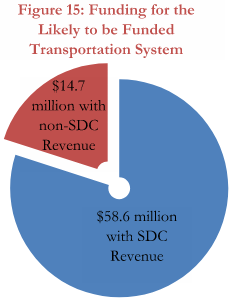 Figure 15: Funding for the
Likely to be Funded
Transportation System
$14.7
million with
non-SDC
Revenue
$58.6 million
with SDC
Revenue